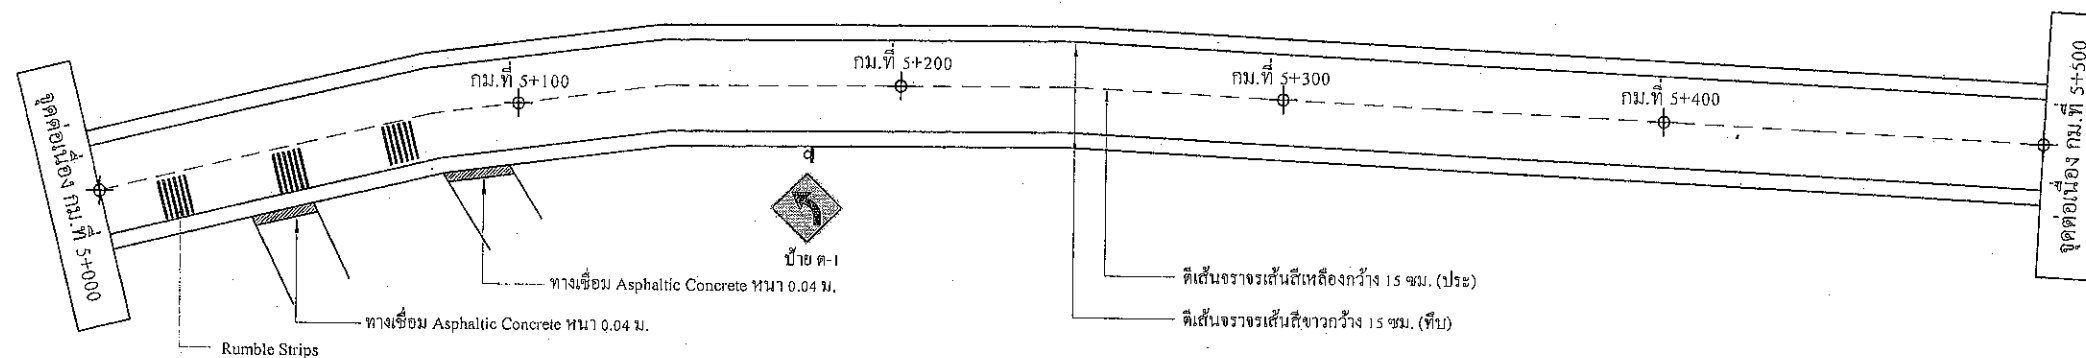 จุดต่อเนื่อง กม.ที่ 5+000
กม.ที่ 5+100
กม.ที่ 5+200
กม.ที่ 5+300
กม.ที่ 5+400
จุดต่อเนื่อง กม.ที่ 5+500
ป้าย ต-1
ทางเชื่อม Asphaltic Concrete หนา 0.04 ม.
ทางเชื่อม Asphaltic Concrete หนา 0.04 ม.
Rumble Strips
ตีเส้นจราจรเส้นสีเหลืองกว้าง 15 ซม. (ประ)
ตีเส้นจราจรเส้นสีขาวกว้าง 15 ซม. (ทึบ)